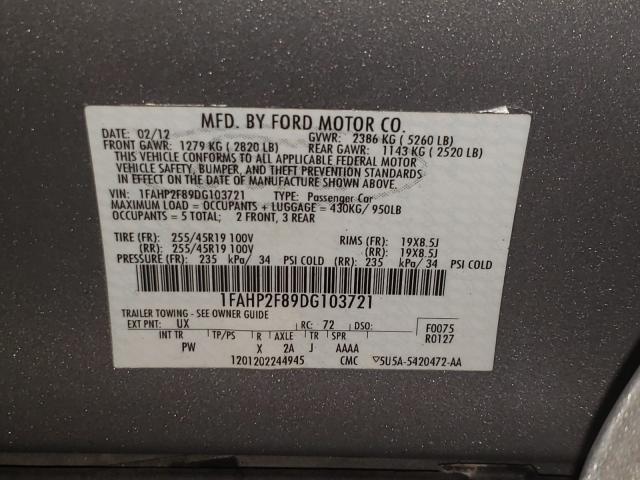 MFD. BY FORD MOTOR CO.
DATE: 02/12 GVWR: 2386 KG ( 5260 LB)
FRONT GAWR: 1279 KG ( 2820 LB) REAR GAWR: 1143 KG ( 2520 LB)
THIS VEHICLE CONFORMS TO ALL APPLICABLE FEDERAL MOTOR
VEHICLE SAFETY, BUMPER, AND THEFT PREVENTION STANDARDS
IN EFFECT ON THE DATE OF MANUFACTURE SHOWN ABOVE.
VIN: 1FAHP2F89DG103721 TYPE: Passenger Car
MAXIMUM LOAD = OCCUPANTS + LUGGAGE = 430KG/ 950LB
OCCUPANTS = 5 TOTAL; 2 FRONT, 3 REAR
TIRE (FR): 255/45R19 100V RIMS (FR): 19X8.5J
(RR): 255/45R19 100V (RR): 19X8.5J
PRESSURE (FR): 235 kPa/ 34 PSI COLD (RR): 235 kPa/ 34 PSI COLD
1FAHP2F89DG103721
TRAILER TOWING - SEE OWNER GUIDE
EXT PNT: UX RC: 72 DSO: F0075
INT TR TP/PS R AXLE TR SPR R0127
PW X 2A J AAAA
1201202244945 CMC 5U5A-5420472-AA